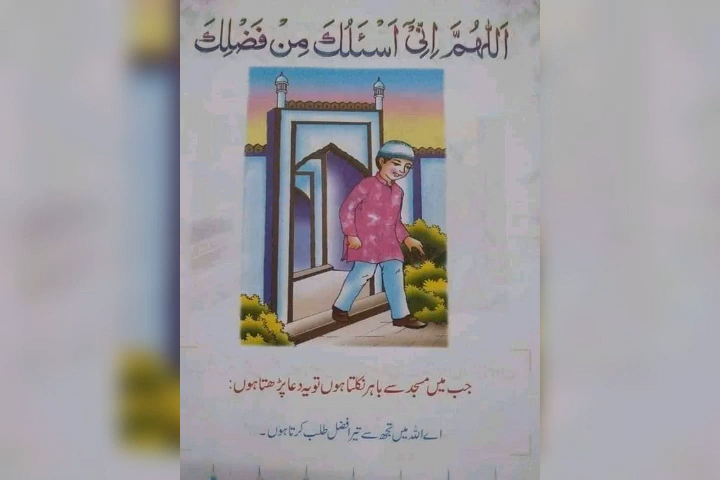 اَللّٰهُمَّ اِنِّىْٓ اَسْئَلُكَ مِنْ فَضْلِكَ
جب میں مسجد سے باہر نکلتا ہوں تو یہ دعا پڑھتا ہوں:
اے اللہ میں تجھ سے تیرا فضل طلب کرتا ہوں۔